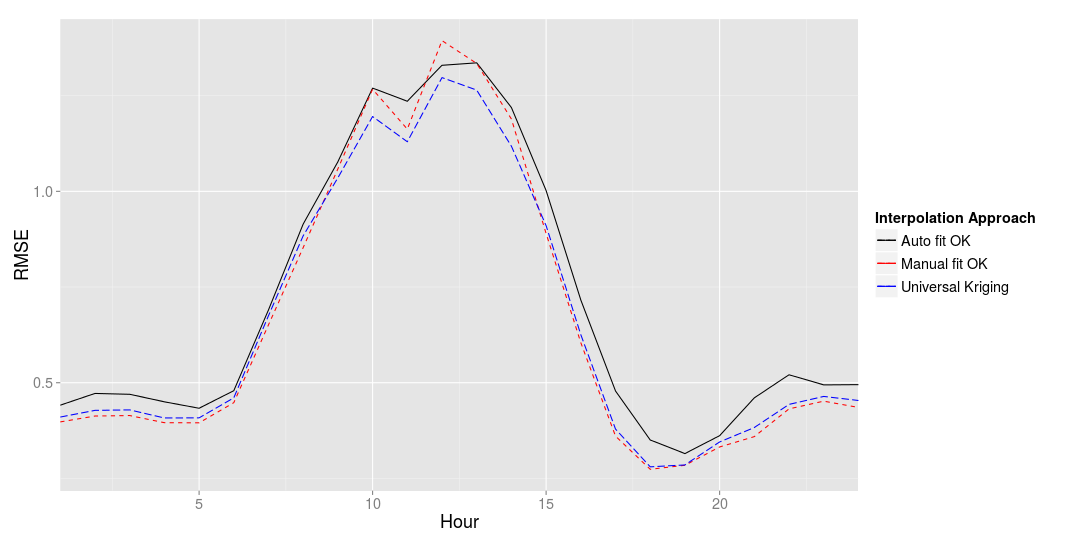 RMSE
1.0
0.5
5
10
15
20
Hour
Interpolation Approach
Auto fit OK
Manual fit OK
Universal Kriging